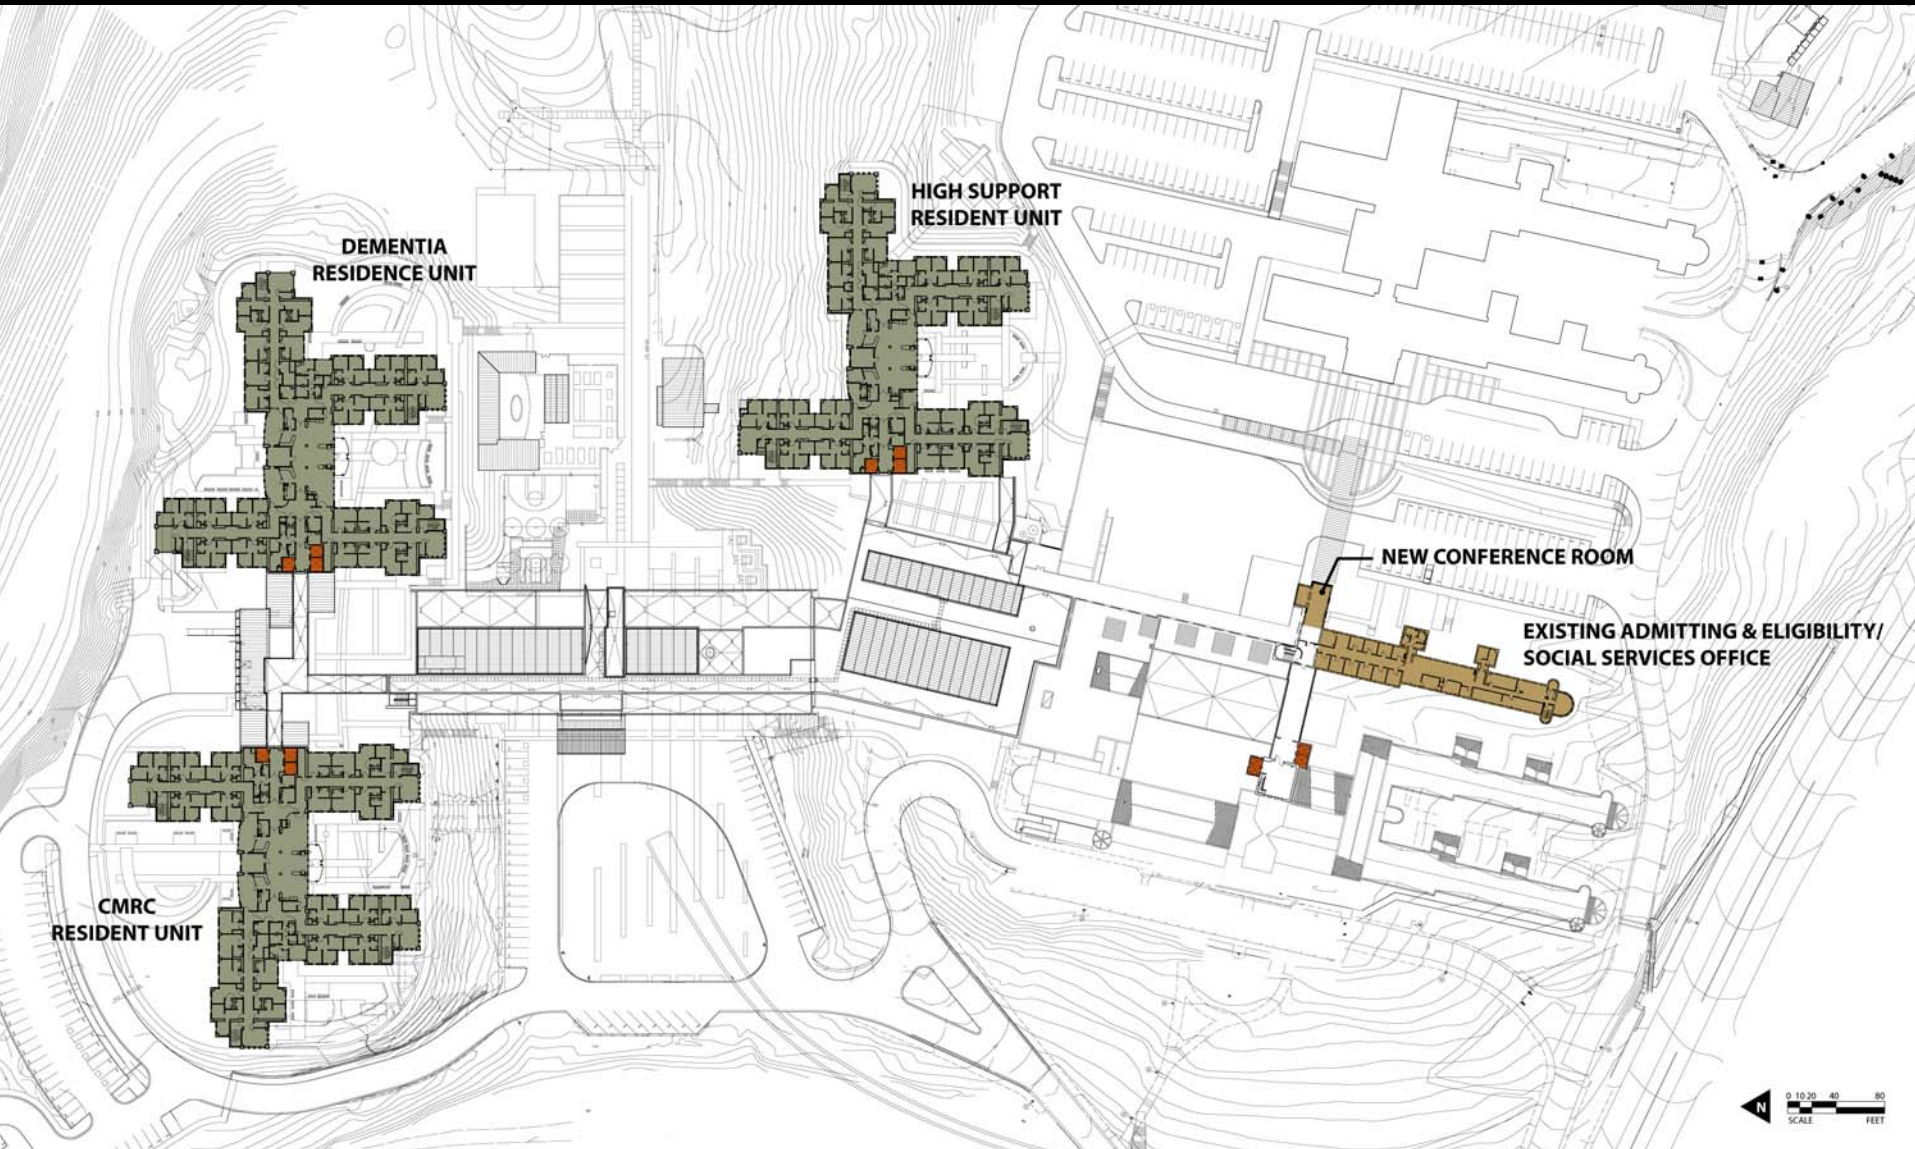 HIGH SUPPORT
RESIDENT UNIT
DEMENTIA
RESIDENCE UNIT
NEW CONFERENCE ROOM
EXISTING ADMITTING & ELIGIBILITY/
SOCIAL SERVICES OFFICE
CMRC
RESIDENT UNIT
N
0 10 20 40 80
SCALE FEET